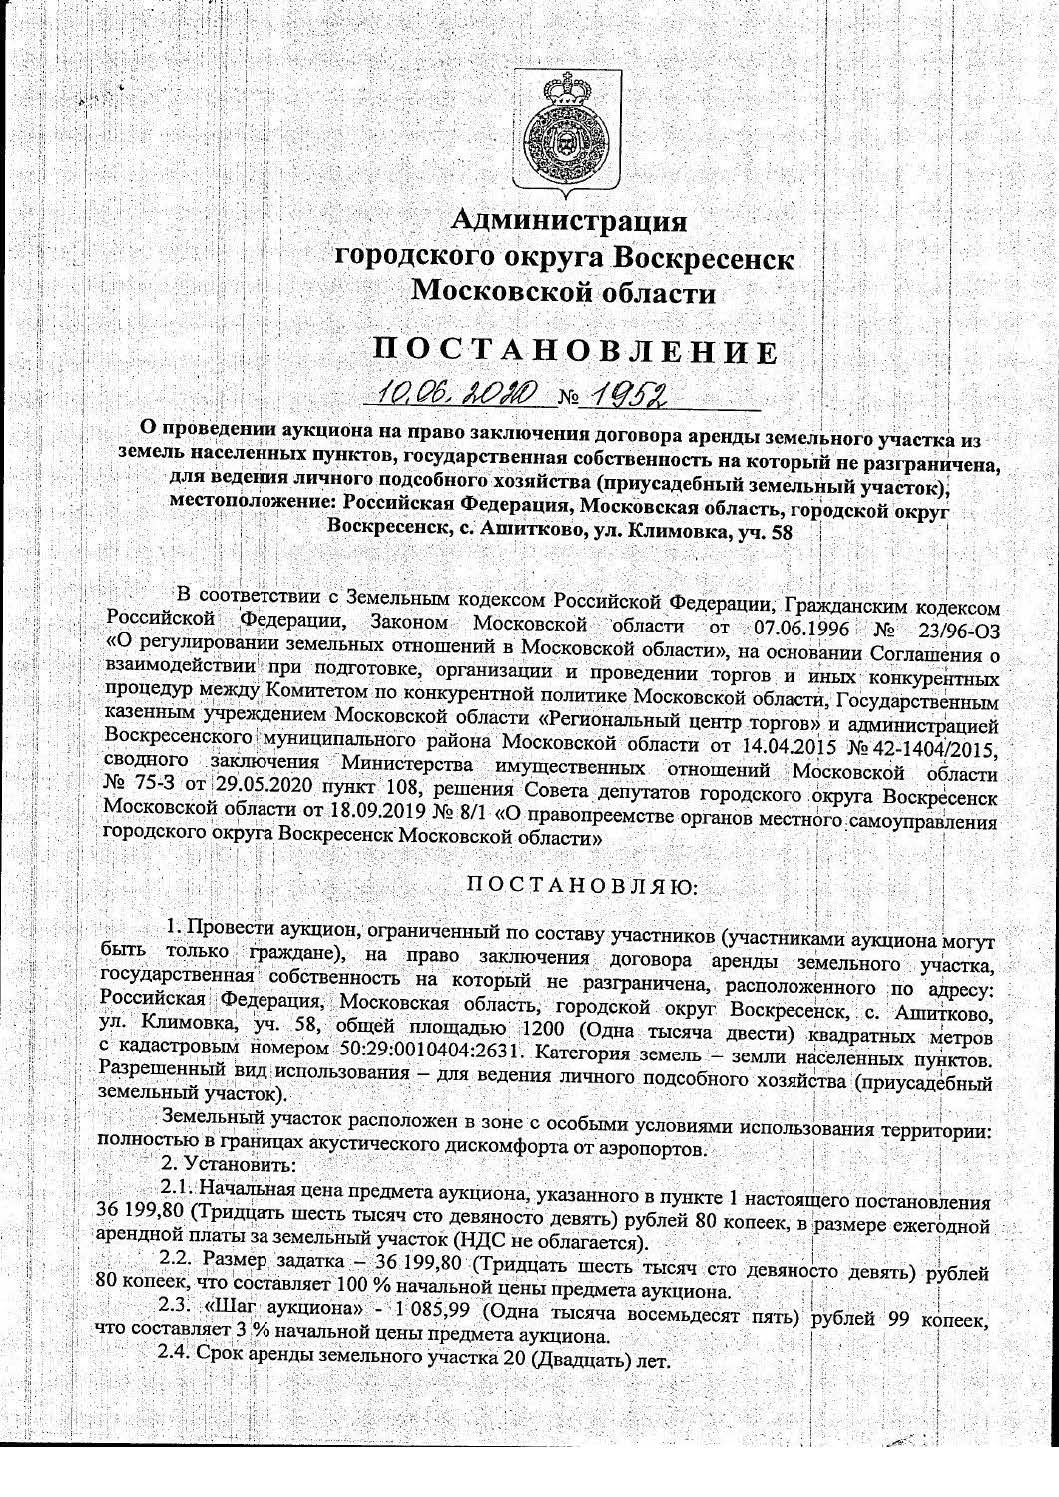 Администрация
городского округа Воскресенск
Московской области
П О С Т А Н О В Л Е Н И Е
10.06.2020 № 1952
О проведении аукциона на право заключения договора аренды земельного участка из
земель населенных пунктов, государственная собственность на который не разграничена,
для ведения личного подсобного хозяйства (приусадебный земельный участок),
местоположение: Российская Федерация, Московская область, городской округ
Воскресенск, с. Ашитково, ул. Климовка, уч. 58
В соответствии с Земельным кодексом Российской Федерации, Гражданским кодексом
Российской Федерации, Законом Московской области от 07.06.1996 № 23/96-ОЗ
«О регулировании земельных отношений в Московской области», на основании Соглашения о
взаимодействии при подготовке, организации и проведении торгов и иных конкурентных
процедур между Комитетом по конкурентной политике Московской области, Государственным
казенным учреждением Московской области «Региональный центр торгов» и администрацией
Воскресенского муниципального района Московской области от 14.04.2015 № 42-1404/2015,
сводного заключения Министерства имущественных отношений Московской области
№ 75-З от 29.05.2020 пункт 108, решения Совета депутатов городского округа Воскресенск
Московской области от 18.09.2019 № 8/1 «О правопреемстве органов местного самоуправления
городского округа Воскресенск Московской области»
П О С Т А Н О В Л Я Ю:
1. Провести аукцион, ограниченный по составу участников (участниками аукциона могут
быть только граждане), на право заключения договора аренды земельного участка,
государственная собственность на который не разграничена, расположенного по адресу:
Российская Федерация, Московская область, городской округ Воскресенск, с. Ашитково,
ул. Климовка, уч. 58, общей площадью 1200 (Одна тысяча двести) квадратных метров
с кадастровым номером 50:29:0010404:2631. Категория земель – земли населенных пунктов.
Разрешенный вид использования – для ведения личного подсобного хозяйства (приусадебный
земельный участок).
Земельный участок расположен в зоне с особыми условиями использования территории:
полностью в границах акустического дискомфорта от аэропортов.
2. Установить:
2.1. Начальная цена предмета аукциона, указанного в пункте 1 настоящего постановления
36 199,80 (Тридцать шесть тысяч сто девяносто девять) рублей 80 копеек, в размере ежегодной
арендной платы за земельный участок (НДС не облагается).
2.2. Размер задатка – 36 199,80 (Тридцать шесть тысяч сто девяносто девять) рублей
80 копеек, что составляет 100 % начальной цены предмета аукциона.
2.3. «Шаг аукциона» - 1 085,99 (Одна тысяча восемьдесят пять) рублей 99 копеек,
что составляет 3 % начальной цены предмета аукциона.
2.4. Срок аренды земельного участка 20 (Двадцать) лет.